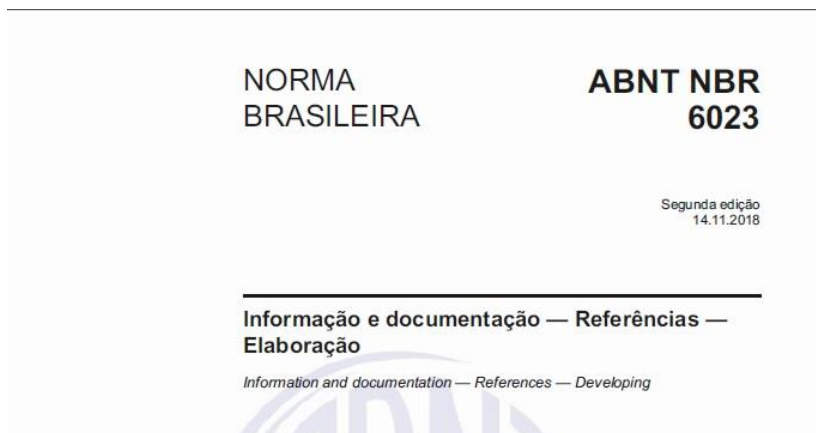 NORMA
BRASILEIRA
ABNT NBR
6023
Segunda edição
14.11.2018
Informação e documentação — Referências —
Elaboração
Information and documentation — References — Developing